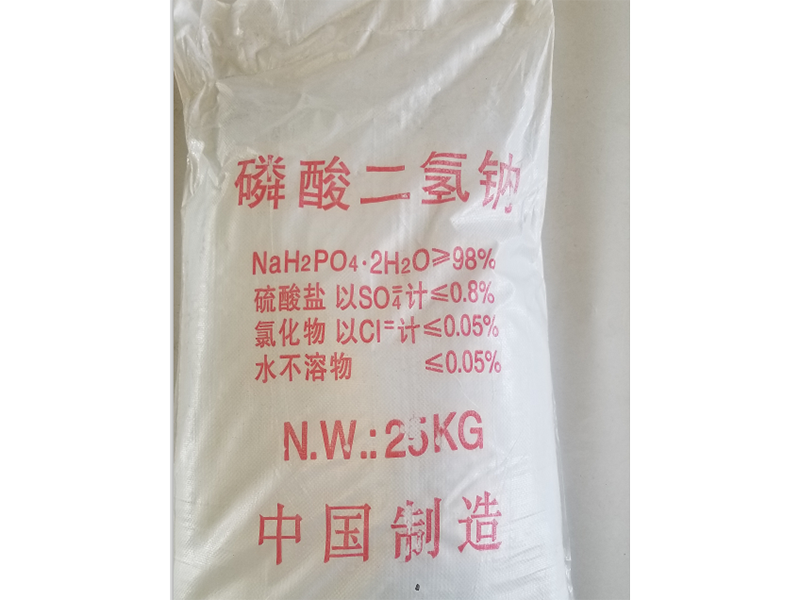 磷酸二氢钠
NaH2PO4·2H2O≥98%
硫酸盐 以SO4=计≤0.8%
氯化物 以Cl=计≤0.05%
水不溶物 ≤0.05%
N.W.:25KG
中国制造